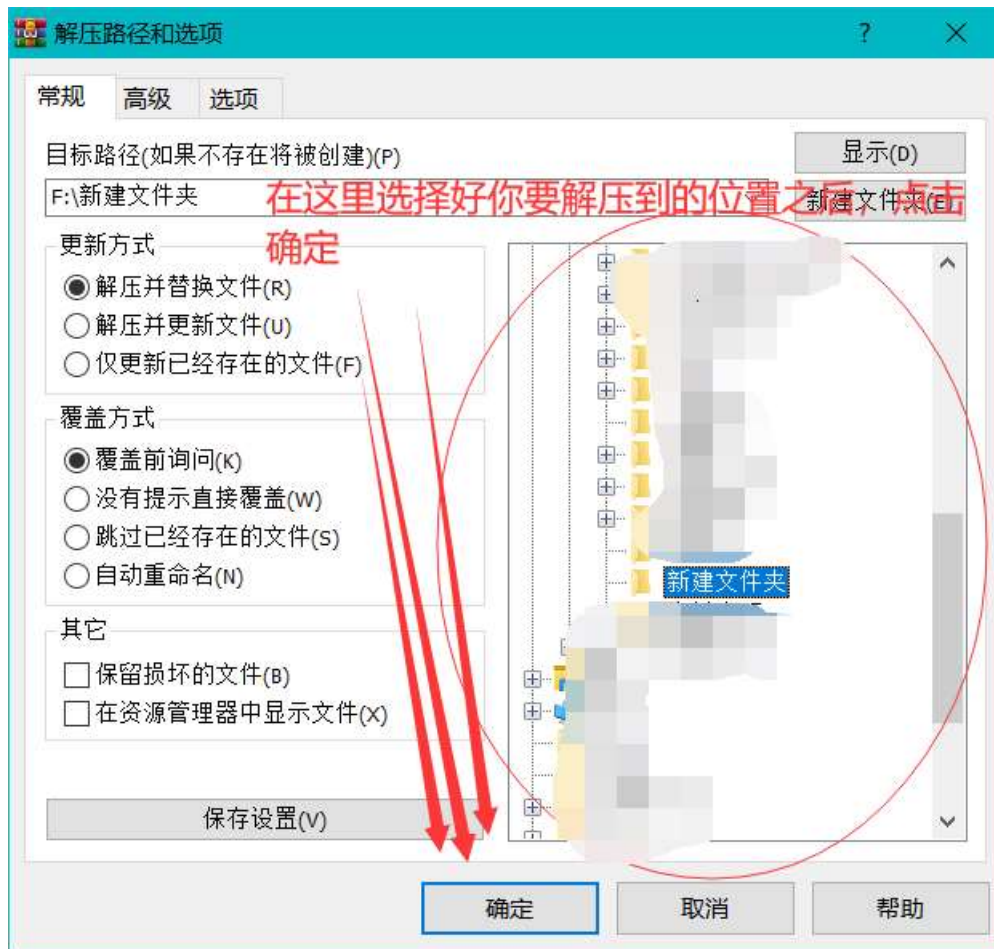 解压路径和选项
常规 高级 选项
目标路径(如果不存在将被创建)(P)
显示(D)
F:\新建文件夹
新建文件夹(E)
在这里选择好你要解压到的位置之后，点击
确定
更新方式
解压并替换文件(R)
解压并更新文件(U)
仅更新已经存在的文件(F)
覆盖方式
覆盖前询问(K)
没有提示直接覆盖(W)
跳过已经存在的文件(S)
自动重命名(N)
其它
保留损坏的文件(B)
在资源管理器中显示文件(X)
保存设置(V)
新建文件夹
确定 取消 帮助